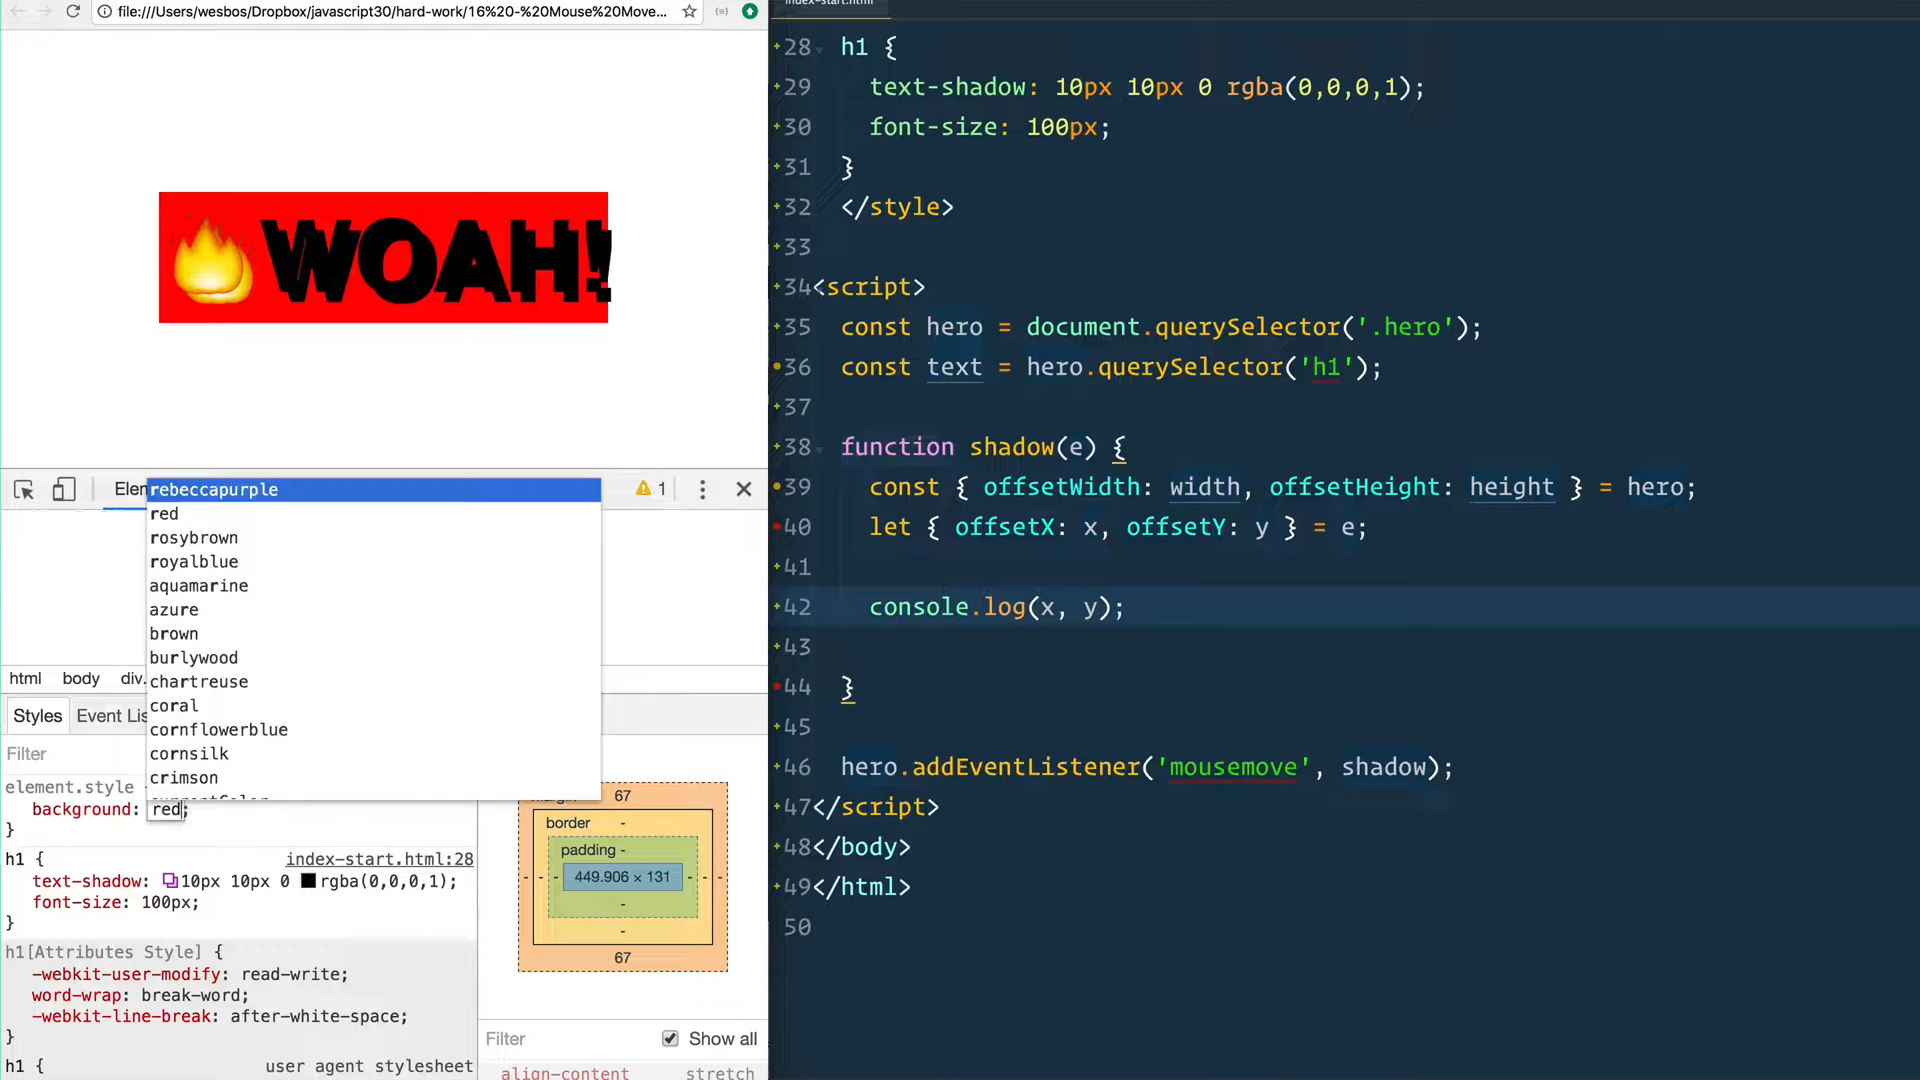 file:///Users/wesbos/Dropbox/javascript30/hard-work/16%20-%20Mouse%20Move...
🔥WOAH!
Elem
1
rebeccapurple
red
rosybrown
royalblue
aquamarine
azure
brown
burlywood
chartreuse
coral
cornflowerblue
cornsilk
crimson
currentColor
html body div.
Styles Event Lis
Filter
element.style
background: red;
}
h1 { index-start.html:28
text-shadow: 10px 10px 0 rgba(0,0,0,1);
font-size: 100px;
}
h1[Attributes Style] {
-webkit-user-modify: read-write;
word-wrap: break-word;
-webkit-line-break: after-white-space;
}
h1 { user agent stylesheet
margin 67
border -
padding -
- - - 449.906 × 131 - - -
-
-
67
Filter Show all
align-content stretch
index-start.html
28 h1 {
29 text-shadow: 10px 10px 0 rgba(0,0,0,1);
30 font-size: 100px;
31 }
32 </style>
33
34 <script>
35 const hero = document.querySelector('.hero');
36 const text = hero.querySelector('h1');
37
38 function shadow(e) {
39 const { offsetWidth: width, offsetHeight: height } = hero;
40 let { offsetX: x, offsetY: y } = e;
41
42 console.log(x, y);
43
44 }
45
46 hero.addEventListener('mousemove', shadow);
47 </script>
48 </body>
49 </html>
50